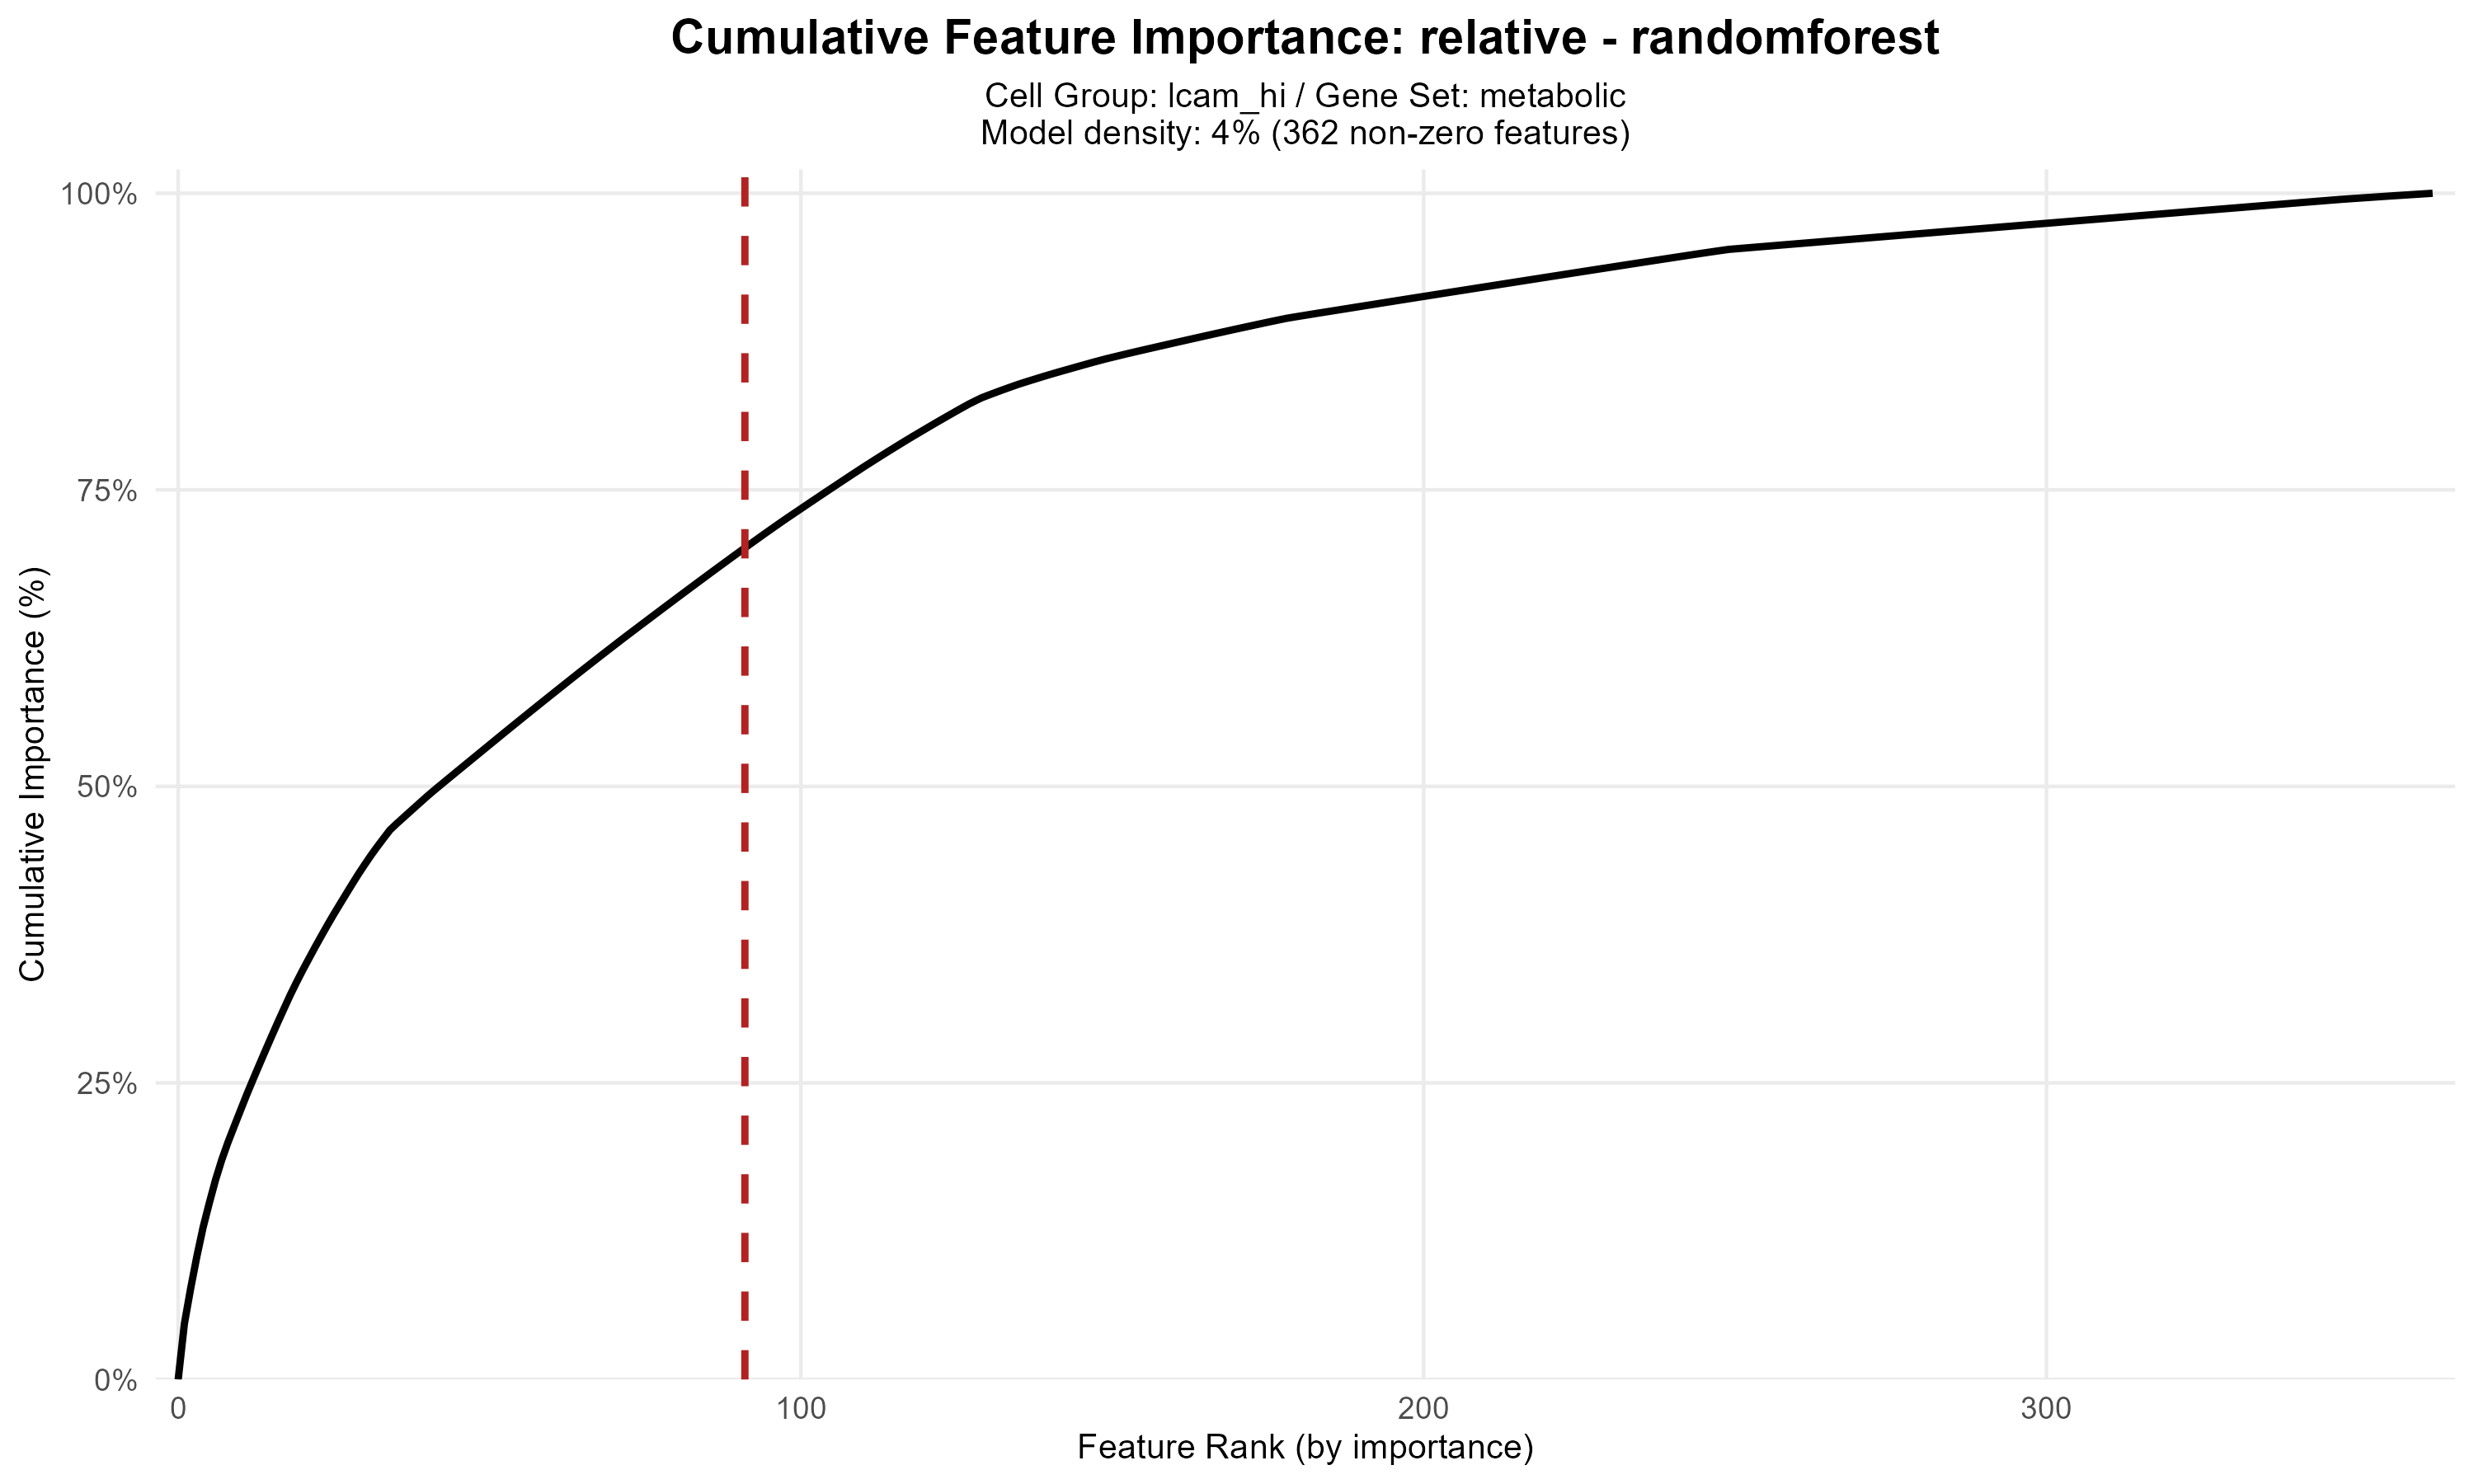 Cumulative Feature Importance: relative - randomforest
Cell Group: lcam_hi / Gene Set: metabolic
Model density: 4% (362 non-zero features)
Cumulative Importance (%)
100%
75%
50%
25%
0%
0
100
200
300
Feature Rank (by importance)